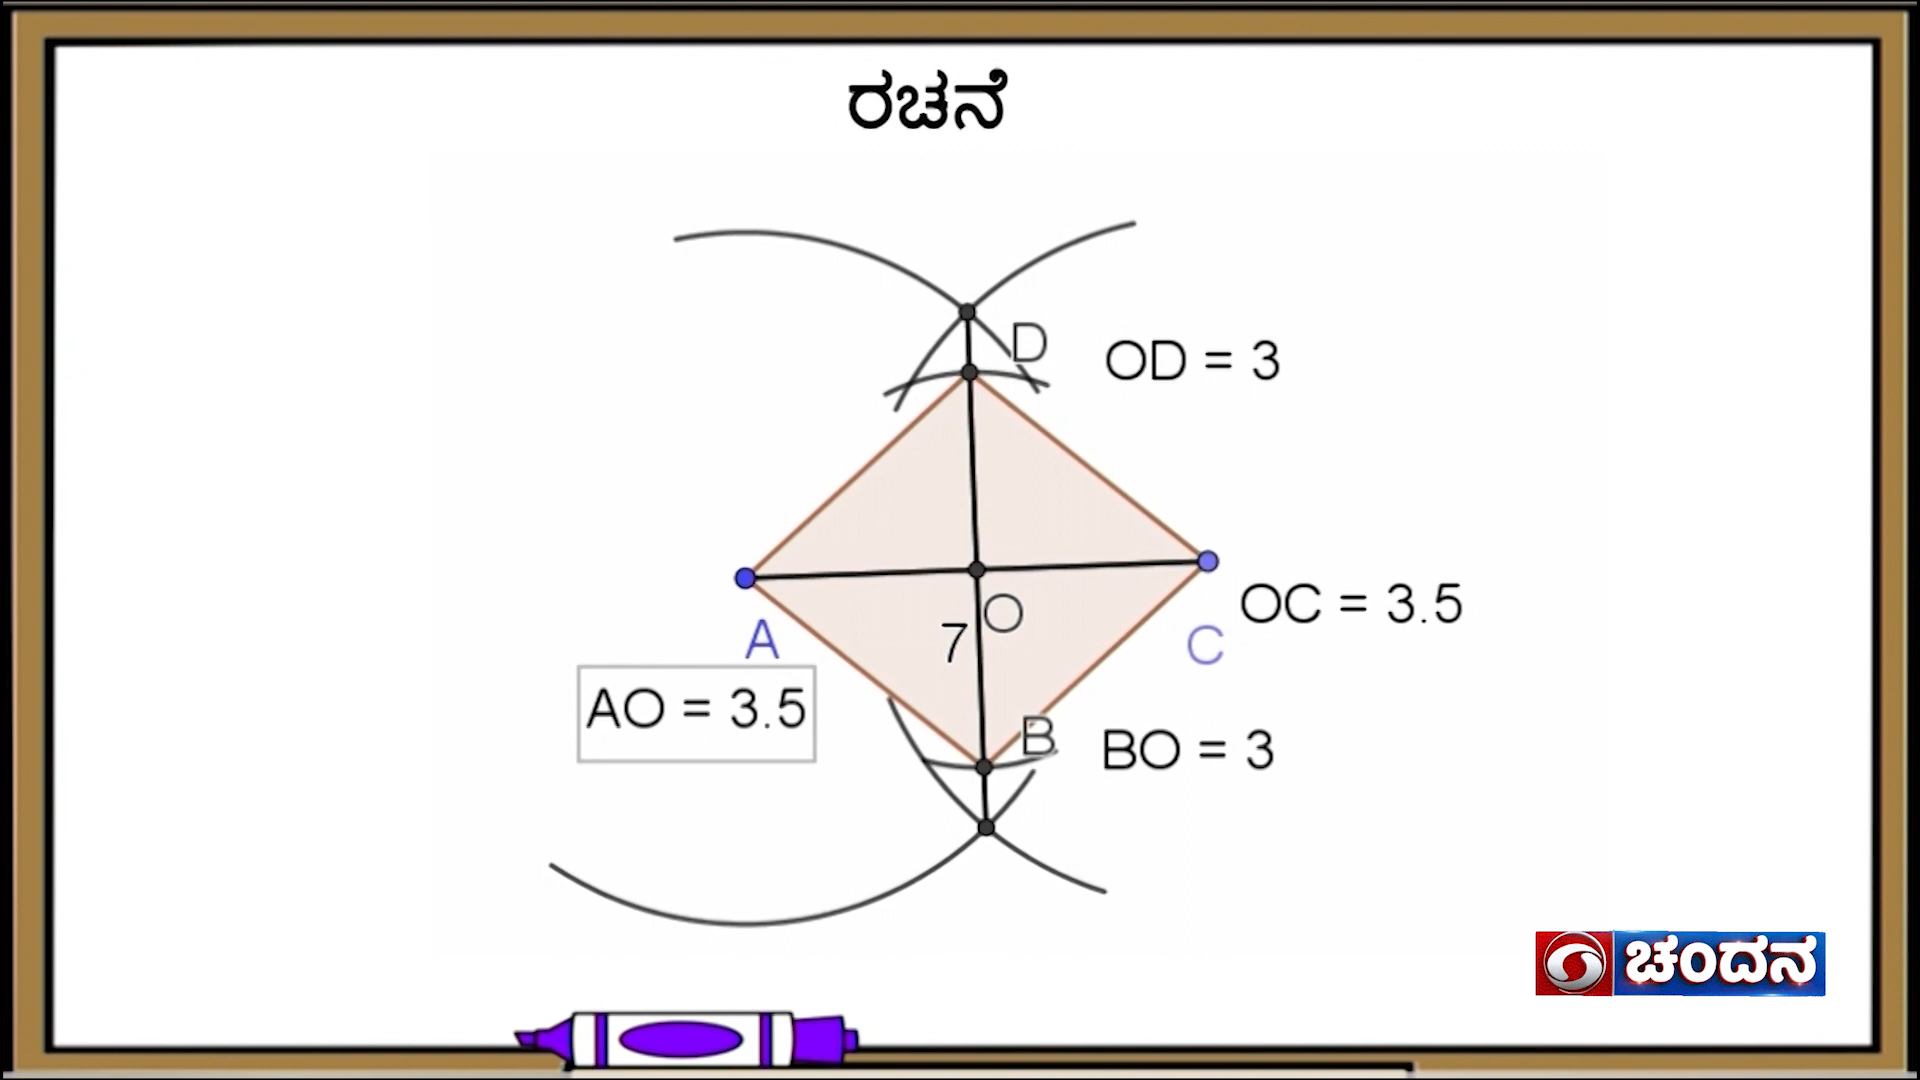 ರಚನೆ
D
OD = 3
O
OC = 3.5
7
A
C
AO = 3.5
B
BO = 3
ಚಂದನ